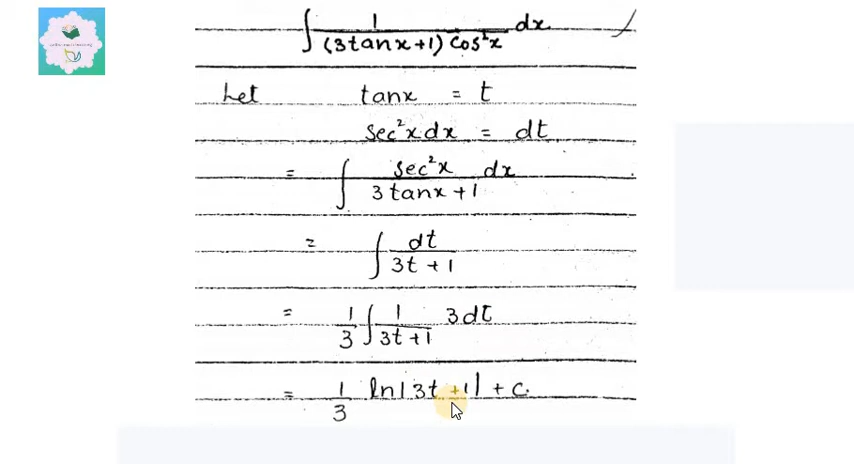 ∫ 1/((3tanx+1) Cos²x) dx
Let tanx = t
sec²x dx = dt
= ∫ sec²x/(3tanx+1) dx
= ∫ dt/(3t+1)
= 1/3 ∫ 1/(3t+1) 3dt
= 1/3 ln|3t+1| + c.